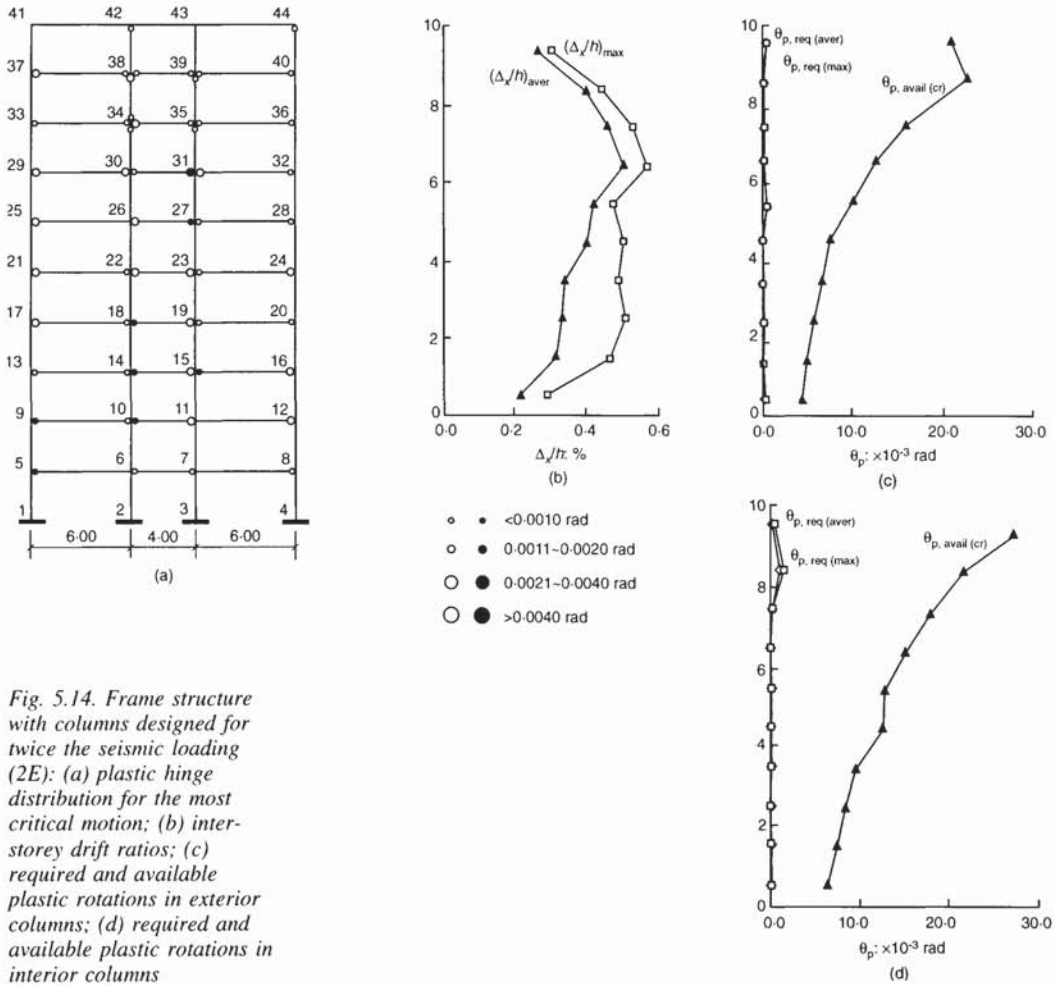 41 42 43 44
37 38 39 40
33 34 35 36
29 30 31 32
25 26 27 28
21 22 23 24
17 18 19 20
13 14 15 16
9 10 11 12
5 6 7 8
1 2 3 4
6·00 4·00 6·00
(a)
10
8
6
4
2
0
(Δx/h)max
(Δx/h)aver
0·0 0·2 0·4 0·6
Δx/h: %
(b)
10
8
6
4
2
0
θp, req (aver)
θp, req (max)
θp, avail (cr)
0·0 10·0 20·0 30·0
θp: ×10-3 rad
(c)
<0·0010 rad
0·0011~0·0020 rad
0·0021~0·0040 rad
>0·0040 rad
10
8
6
4
2
0
θp, req (aver)
θp, req (max)
θp, avail (cr)
0·0 10·0 20·0 30·0
θp: ×10-3 rad
(d)
Fig. 5.14. Frame structure
with columns designed for
twice the seismic loading
(2E): (a) plastic hinge
distribution for the most
critical motion; (b) inter-
storey drift ratios; (c)
required and available
plastic rotations in exterior
columns; (d) required and
available plastic rotations in
interior columns